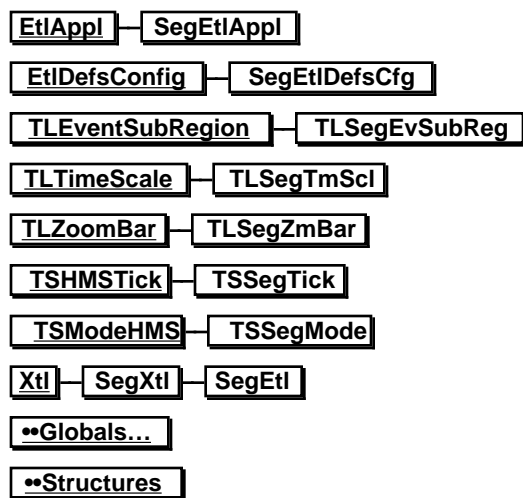 EtlAppl SegEtlAppl
EtlDefsConfig SegEtlDefsCfg
TLEventSubRegion TLSegEvSubReg
TLTimeScale TLSegTmScl
TLZoomBar TLSegZmBar
TSHMSTick TSSegTick
TSModeHMS TSSegMode
Xtl SegXtl SegEtl
••Globals…
••Structures